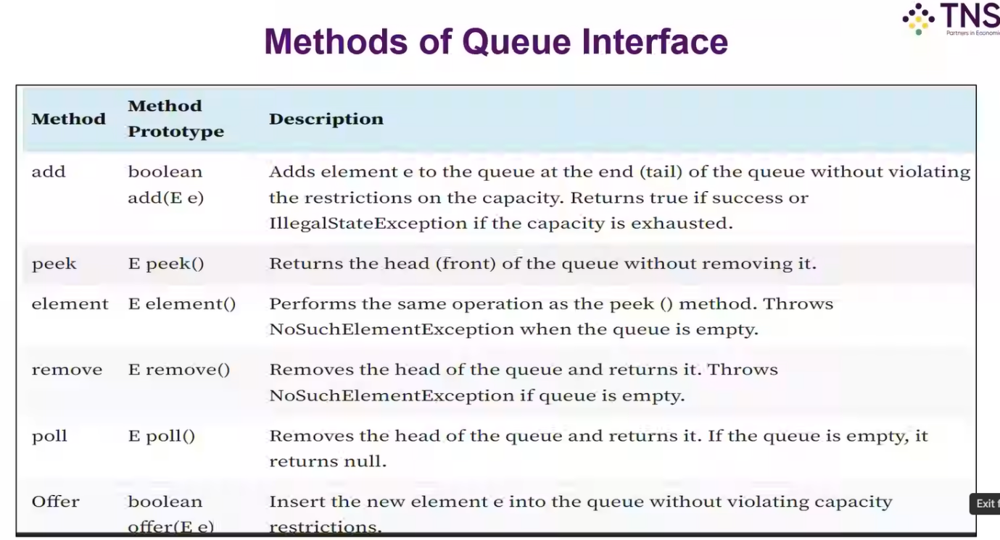 TNS
Partners in Economic
Methods of Queue Interface
Method
Method
Prototype
Description
add
boolean
add(E e)
Adds element e to the queue at the end (tail) of the queue without violating
the restrictions on the capacity. Returns true if success or
IllegalStateException if the capacity is exhausted.
peek
E peek()
Returns the head (front) of the queue without removing it.
element
E element()
Performs the same operation as the peek () method. Throws
NoSuchElementException when the queue is empty.
remove
E remove()
Removes the head of the queue and returns it. Throws
NoSuchElementException if queue is empty.
poll
E poll()
Removes the head of the queue and returns it. If the queue is empty, it
returns null.
Offer
boolean
offer(E e)
Insert the new element e into the queue without violating capacity
restrictions.
Exit